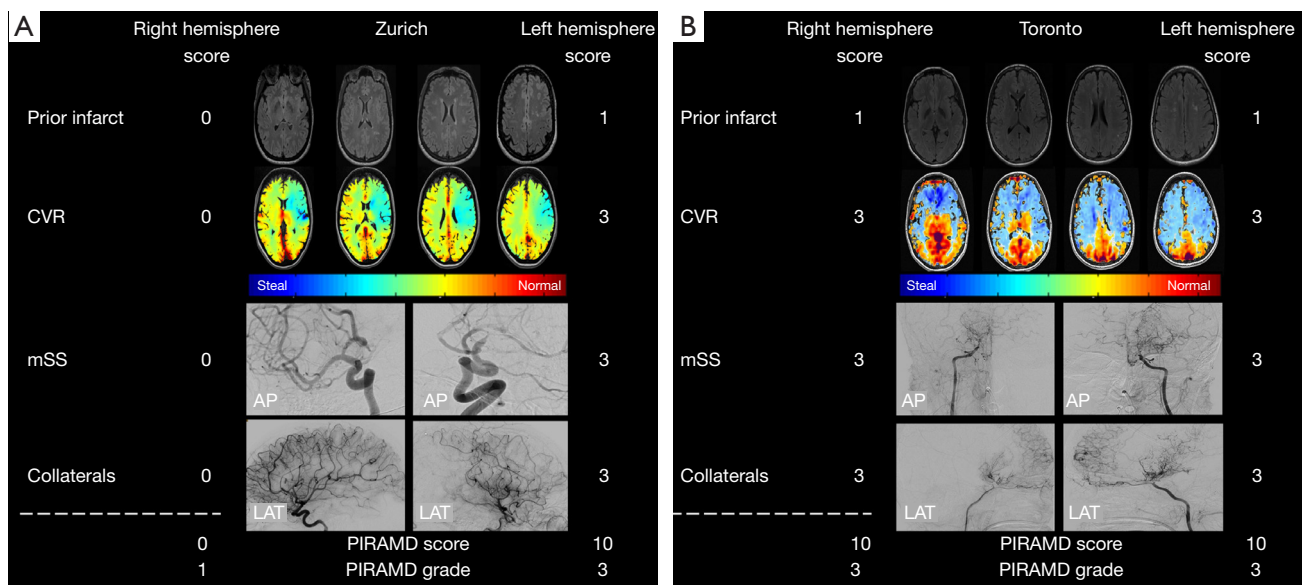 A
Right hemisphere score Zurich Left hemisphere score
Prior infarct 0 1
CVR 0 3
Steal Normal
mSS 0 3
AP AP
Collaterals 0 3
LAT LAT
0 PIRAMD score 10
1 PIRAMD grade 3
B
Right hemisphere score Toronto Left hemisphere score
Prior infarct 1 1
CVR 3 3
Steal Normal
mSS 3 3
AP AP
Collaterals 3 3
LAT LAT
10 PIRAMD score 10
3 PIRAMD grade 3